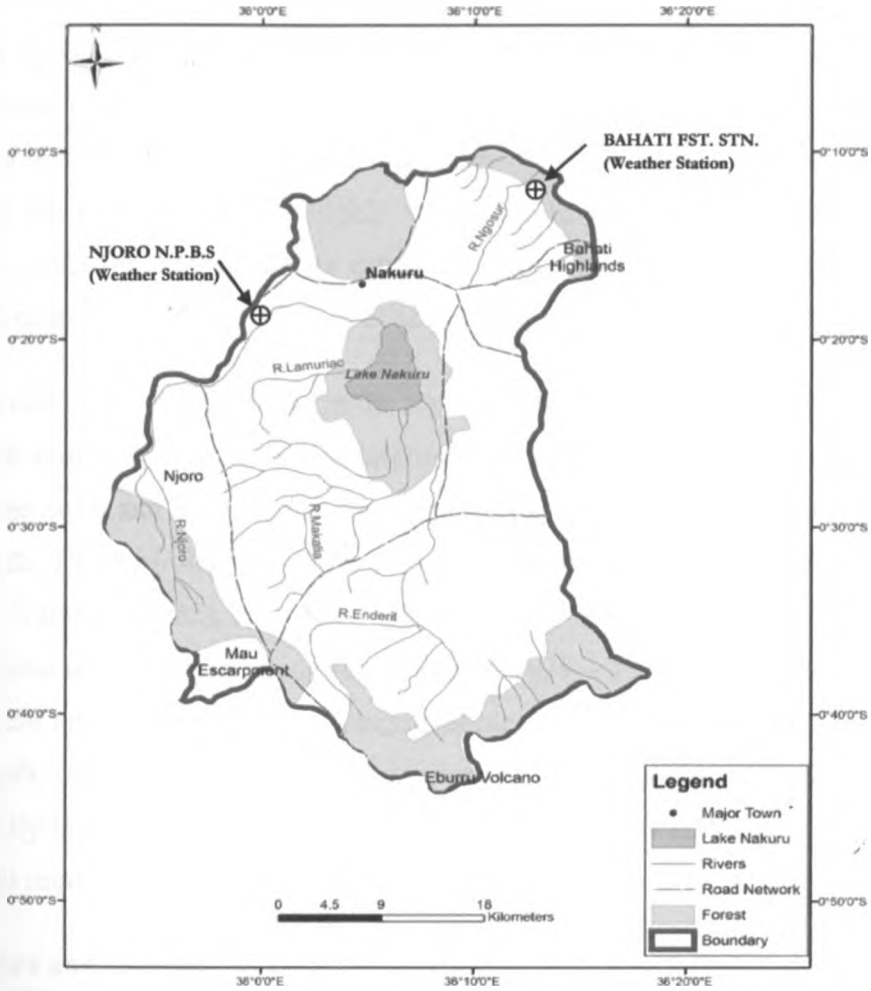 36°0'0"E 36°10'0"E 36°20'0"E
Z
0°10'0"S 0°10'0"S
BAHATI FST. STN.
(Weather Station)
R.Ngosur
NJORO N.P.B.S
(Weather Station)
Bahati
Highlands
Nakuru
0°20'0"S 0°20'0"S
R.Lamuriac
Lake Nakuru
Njoro
0°30'0"S 0°30'0"S
R.Njoro
R.Makalia
R.Enderit
Mau
Escarpment
0°40'0"S 0°40'0"S
Eburru Volcano
Legend
Major Town
Lake Nakuru
Rivers
Road Network
Forest
Boundary
0°50'0"S 0°50'0"S
0 4.5 9 18
Kilometers
36°0'0"E 36°10'0"E 36°20'0"E